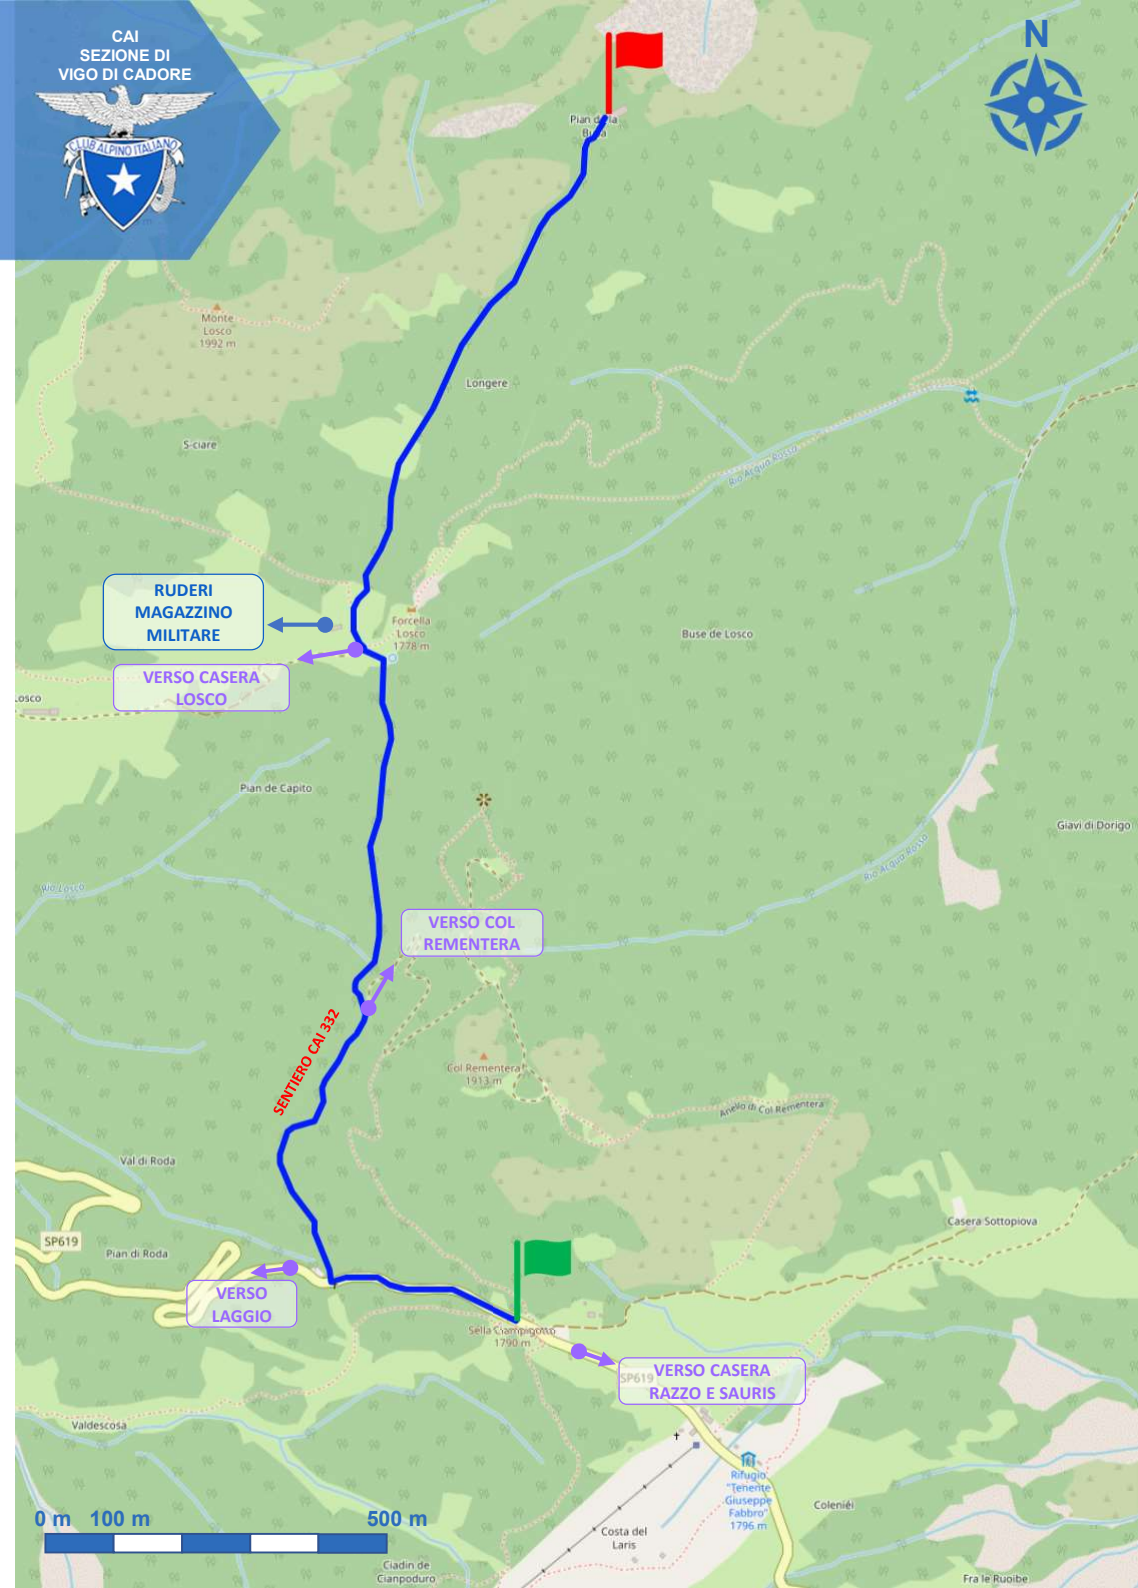 CAI
SEZIONE DI
VIGO DI CADORE
CLUB ALPINO ITALIANO
N
Pian della
Busa
Monte
Losco
1992 m
Longere
S-ciare
Rio Acqua Rosso
RUDERI
MAGAZZINO
MILITARE
Forcella
Losco
1778 m
Buse de Losco
VERSO CASERA
LOSCO
Losco
Pian de Capito
Giavi di Dorigo
Rio Acqua Rosso
Rio Losco
VERSO COL
REMENTERA
SENTIERO CAI 332
Col Rementera
1913 m
Anello di Col Rementera
Val di Roda
Casera Sottopiova
SP619
Pian di Roda
VERSO
LAGGIO
Sella Ciampigotto
1790 m
VERSO CASERA
RAZZO E SAURIS
SP619
Valdescosa
Rifugio
"Tenente
Giuseppe
Fabbro"
1796 m
Coleniéi
0 m 100 m 500 m
Costa del
Laris
Ciadin de
Cianpoduro
Fra le Ruoibe